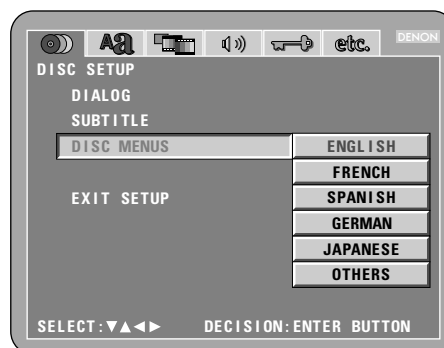 Aa etc. DENON
DISC SETUP
DIALOG
SUBTITLE
DISC MENUS ENGLISH
FRENCH
EXIT SETUP SPANISH
GERMAN
JAPANESE
OTHERS
SELECT:▼▲◀▶ DECISION:ENTER BUTTON